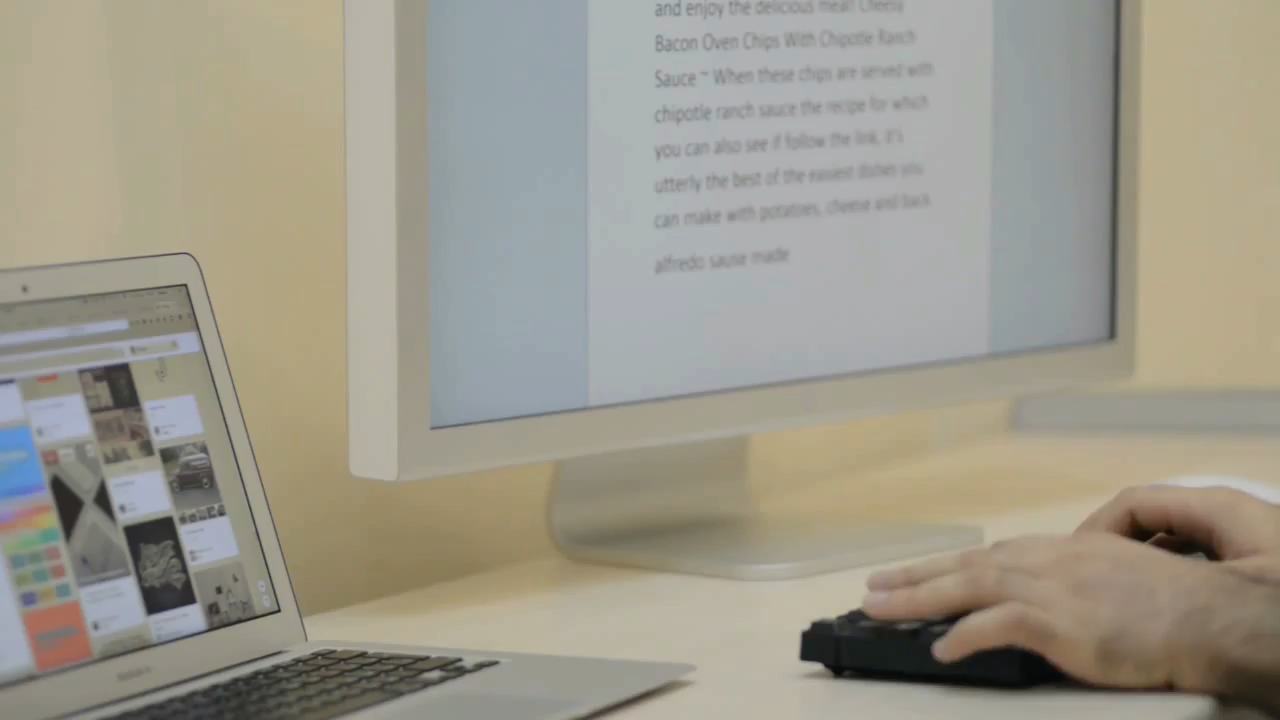 and enjoy the delicious meal! Cheesy
Bacon Oven Chips With Chipotle Ranch
Sauce ~ When these chips are served with
chipotle ranch sauce the recipe for which
you can also see if follow the link, it's
utterly the best of the easiest dishes you
can make with potatoes, cheese and back
alfredo sause made